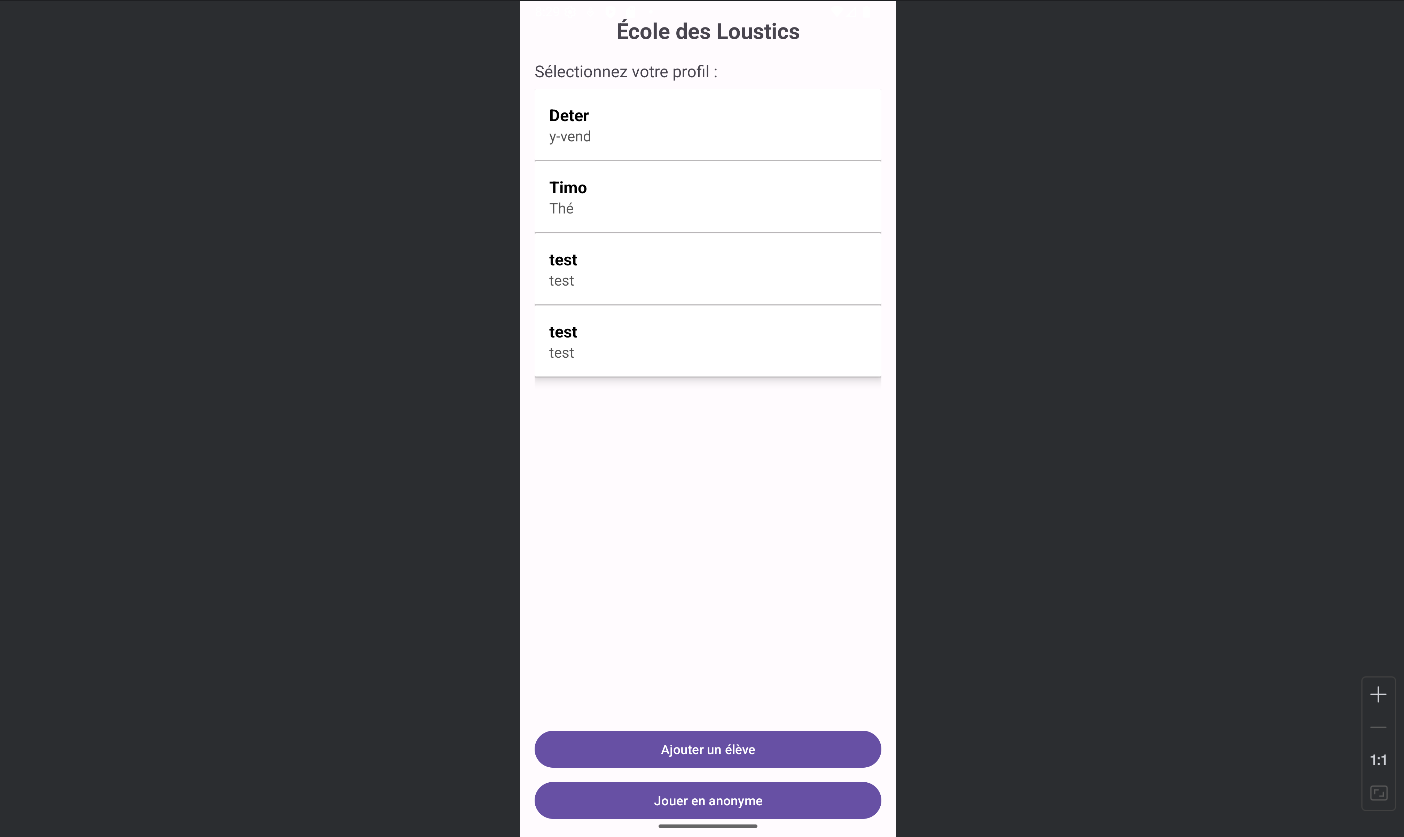 École des Loustics
Sélectionnez votre profil :
Deter
y-vend
Timo
Thé
test
test
test
test
Ajouter un élève
Jouer en anonyme
1:1